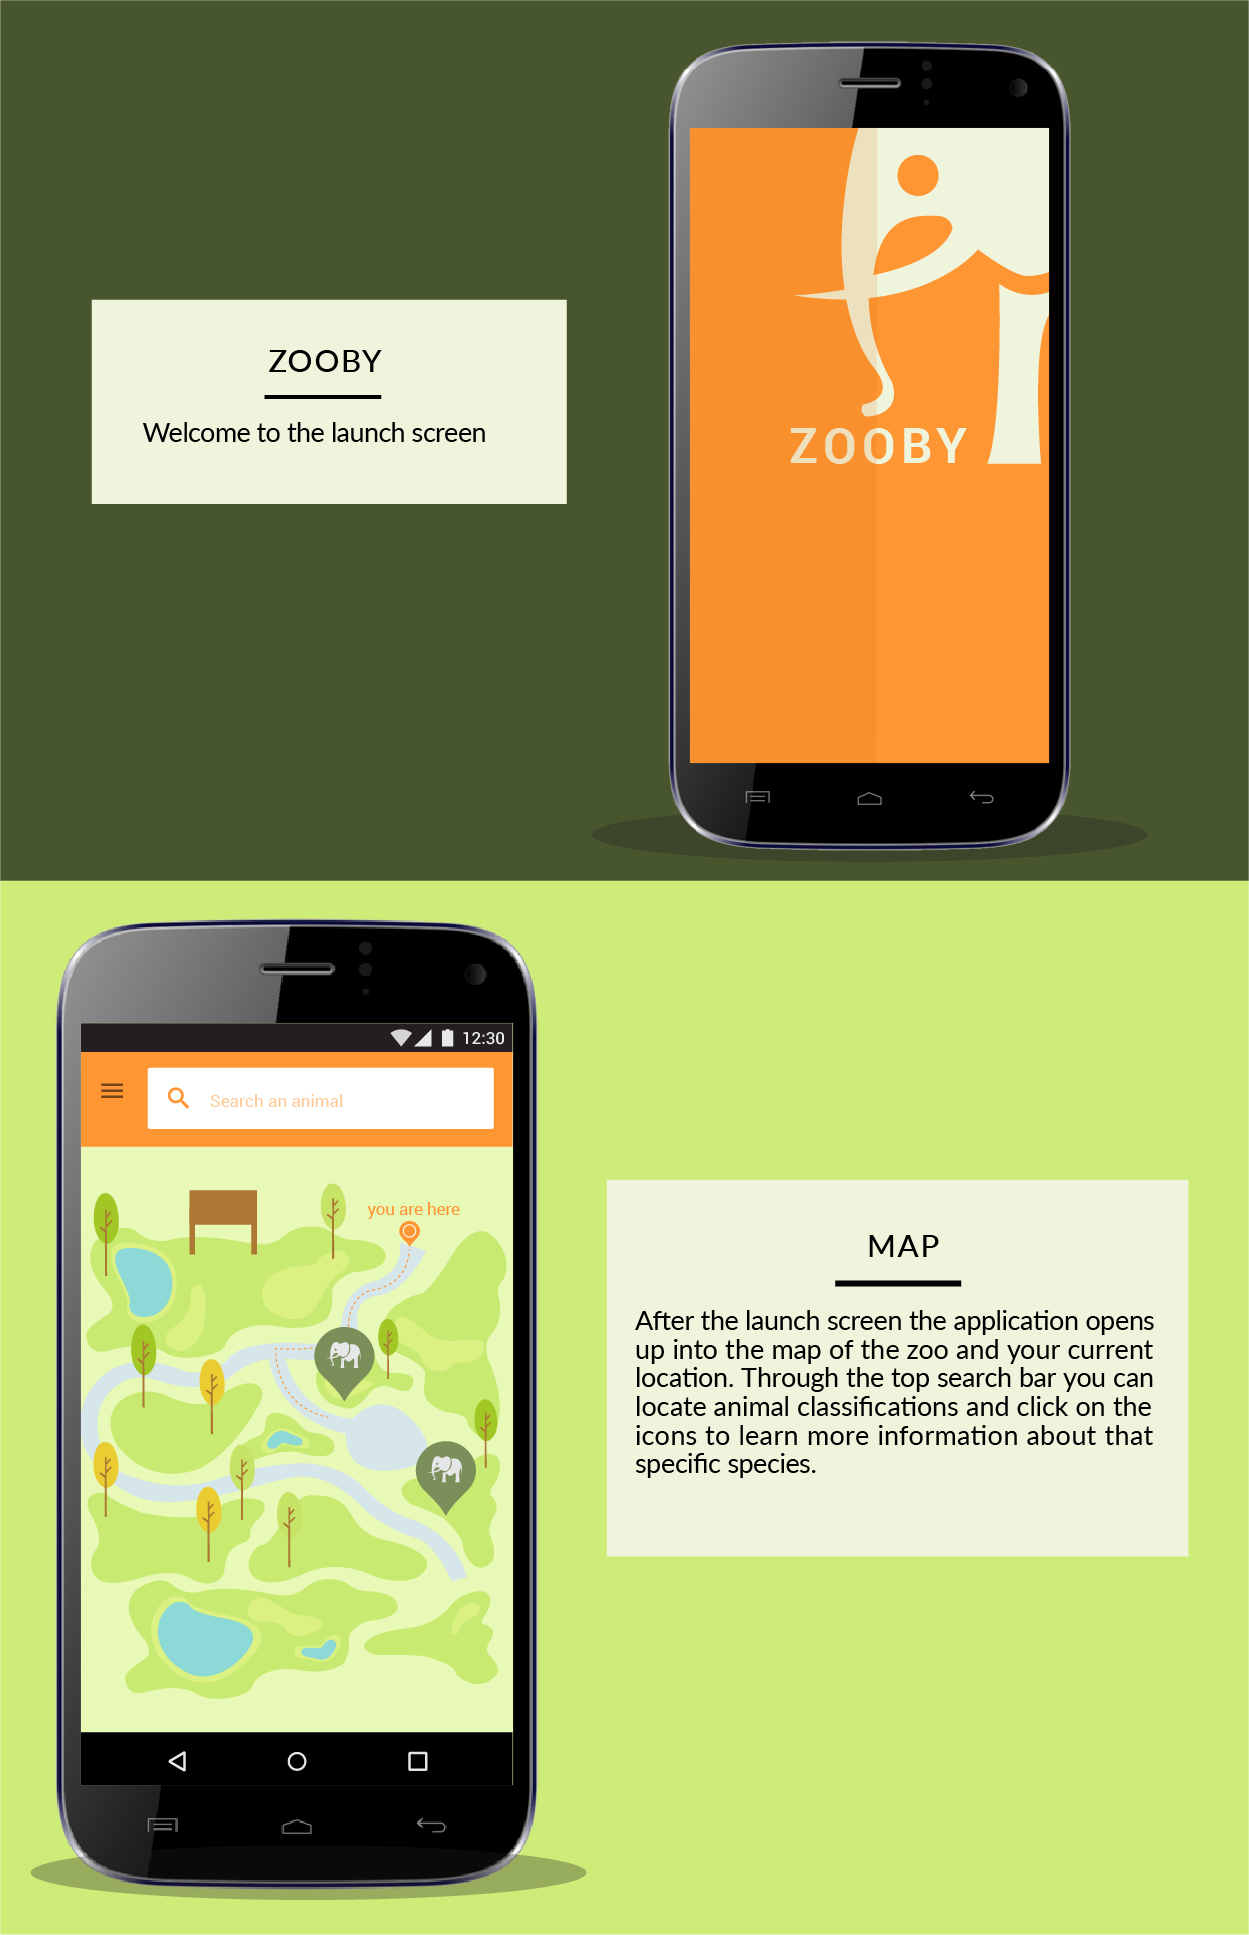 ZOOBY
Welcome to the launch screen
ZOOBY
12:30
Search an animal
you are here
MAP
After the launch screen the application opens
up into the map of the zoo and your current
location. Through the top search bar you can
locate animal classifications and click on the
icons to learn more information about that
specific species.